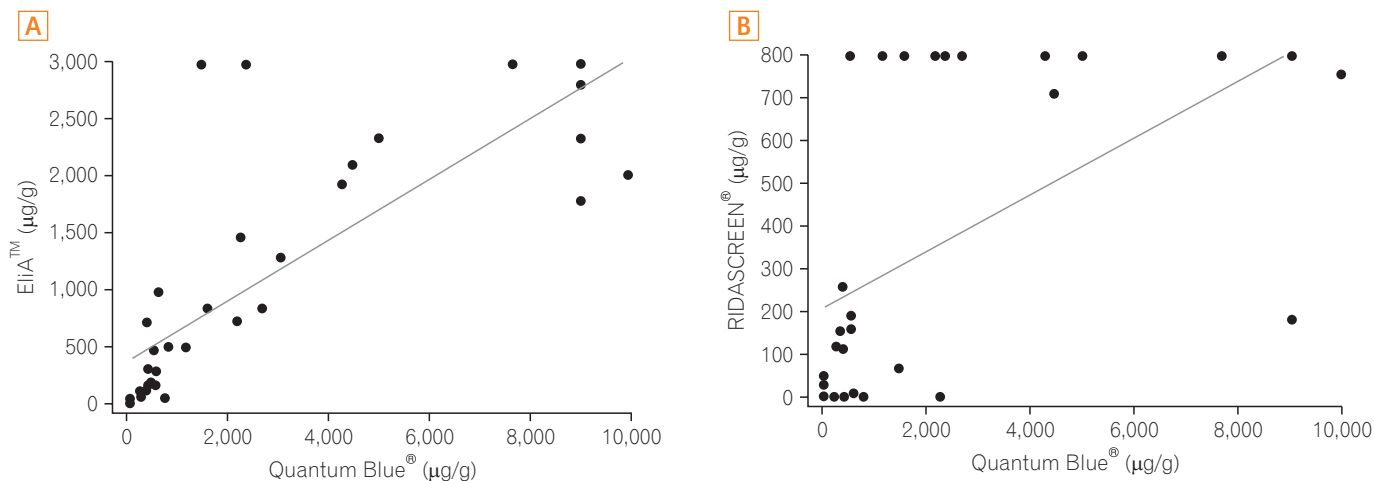 A
3,000
2,500
2,000
1,500
1,000
500
0
EliA™ (μg/g)
0 2,000 4,000 6,000 8,000 10,000
Quantum Blue® (μg/g)
B
800
700
600
500
400
300
200
100
0
RIDASCREEN® (μg/g)
0 2,000 4,000 6,000 8,000 10,000
Quantum Blue® (μg/g)